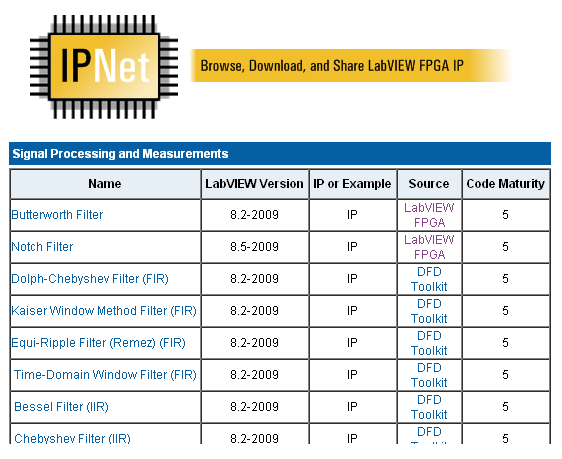 IPNet
Browse, Download, and Share LabVIEW FPGA IP
Signal Processing and Measurements
Name LabVIEW Version IP or Example Source Code Maturity
Butterworth Filter 8.2-2009 IP LabVIEW FPGA 5
Notch Filter 8.5-2009 IP LabVIEW FPGA 5
Dolph-Chebyshev Filter (FIR) 8.2-2009 IP DFD Toolkit 5
Kaiser Window Method Filter (FIR) 8.2-2009 IP DFD Toolkit 5
Equi-Ripple Filter (Remez) (FIR) 8.2-2009 IP DFD Toolkit 5
Time-Domain Window Filter (FIR) 8.2-2009 IP DFD Toolkit 5
Bessel Filter (IIR) 8.2-2009 IP DFD Toolkit 5
Chebyshev Filter (IIR) 8.2-2009 IP DFD 5